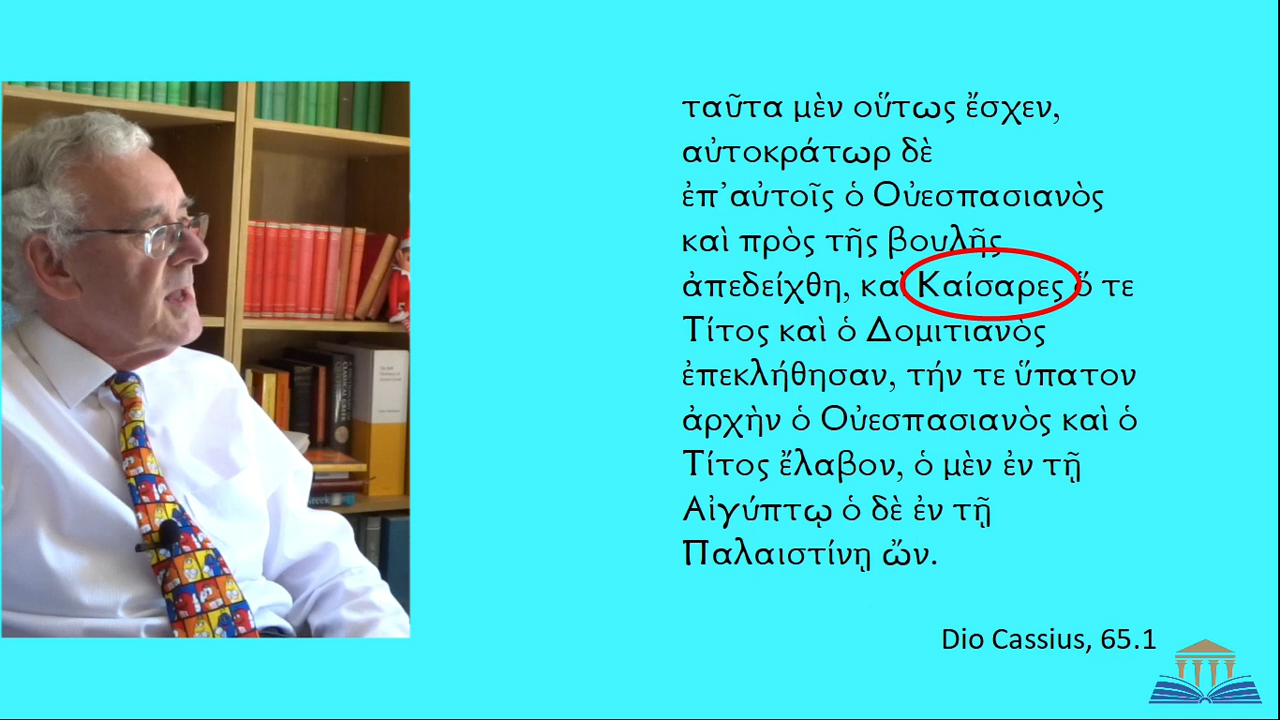 ταῦτα μὲν οὕτως ἔσχεν,
αὐτοκράτωρ δὲ
ἐπ᾽αὐτοῖς ὁ Οὐεσπασιανὸς
καὶ πρὸς τῆς βουλῆς
ἀπεδείχθη, καὶ Καίσαρες ὅ τε
Τίτος καὶ ὁ Δομιτιανὸς
ἐπεκλήθησαν, τήν τε ὕπατον
ἀρχὴν ὁ Οὐεσπασιανὸς καὶ ὁ
Τίτος ἔλαβον, ὁ μὲν ἐν τῇ
Αἰγύπτῳ ὁ δὲ ἐν τῇ
Παλαιστίνῃ ὤν.
Dio Cassius, 65.1